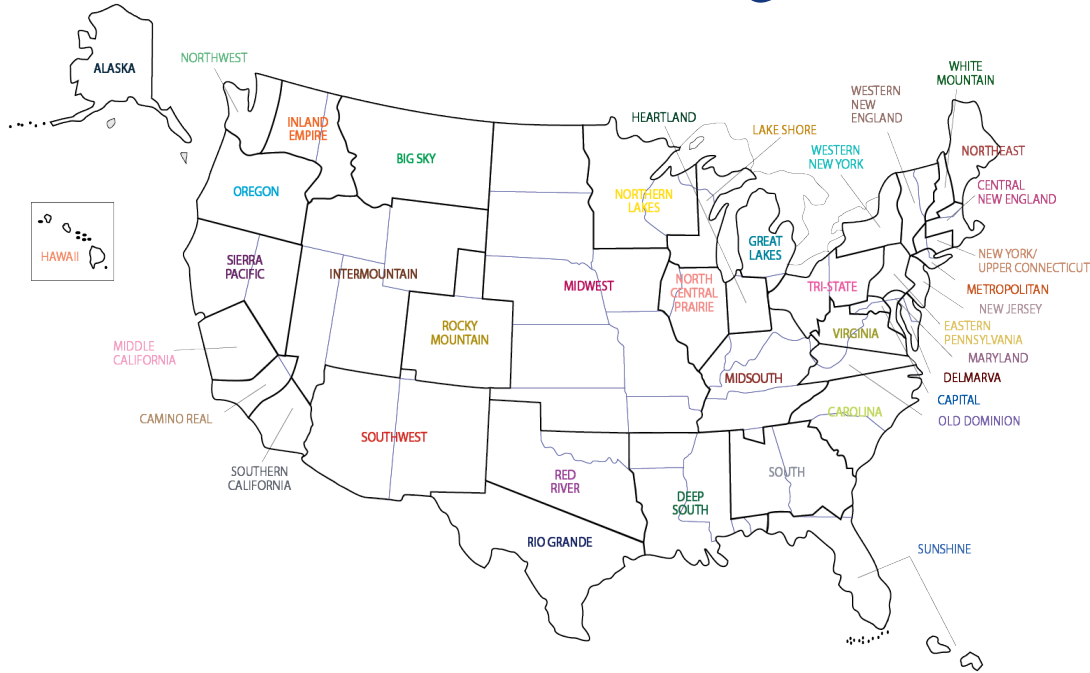 WHITE
MOUNTAIN
NORTHWEST
ALASKA
WESTERN
NEW
ENGLAND
HEARTLAND
LAKE SHORE
INLAND
EMPIRE
WESTERN
NEW YORK
NORTHEAST
BIG SKY
OREGON
NORTHERN
LAKES
CENTRAL
NEW ENGLAND
HAWAII
SIERRA
PACIFIC
INTERMOUNTAIN
GREAT
LAKES
NEW YORK/
UPPER CONNECTICUT
MIDWEST
NORTH
CENTRAL
PRAIRIE
TRI-STATE
METROPOLITAN
NEW JERSEY
ROCKY
MOUNTAIN
VIRGINIA
EASTERN
PENNSYLVANIA
MIDDLE
CALIFORNIA
MARYLAND
MIDSOUTH
DELMARVA
CAPITAL
CAMINO REAL
CAROLINA
OLD DOMINION
SOUTHWEST
SOUTHERN
CALIFORNIA
RED
RIVER
SOUTH
DEEP
SOUTH
RIO GRANDE
SUNSHINE